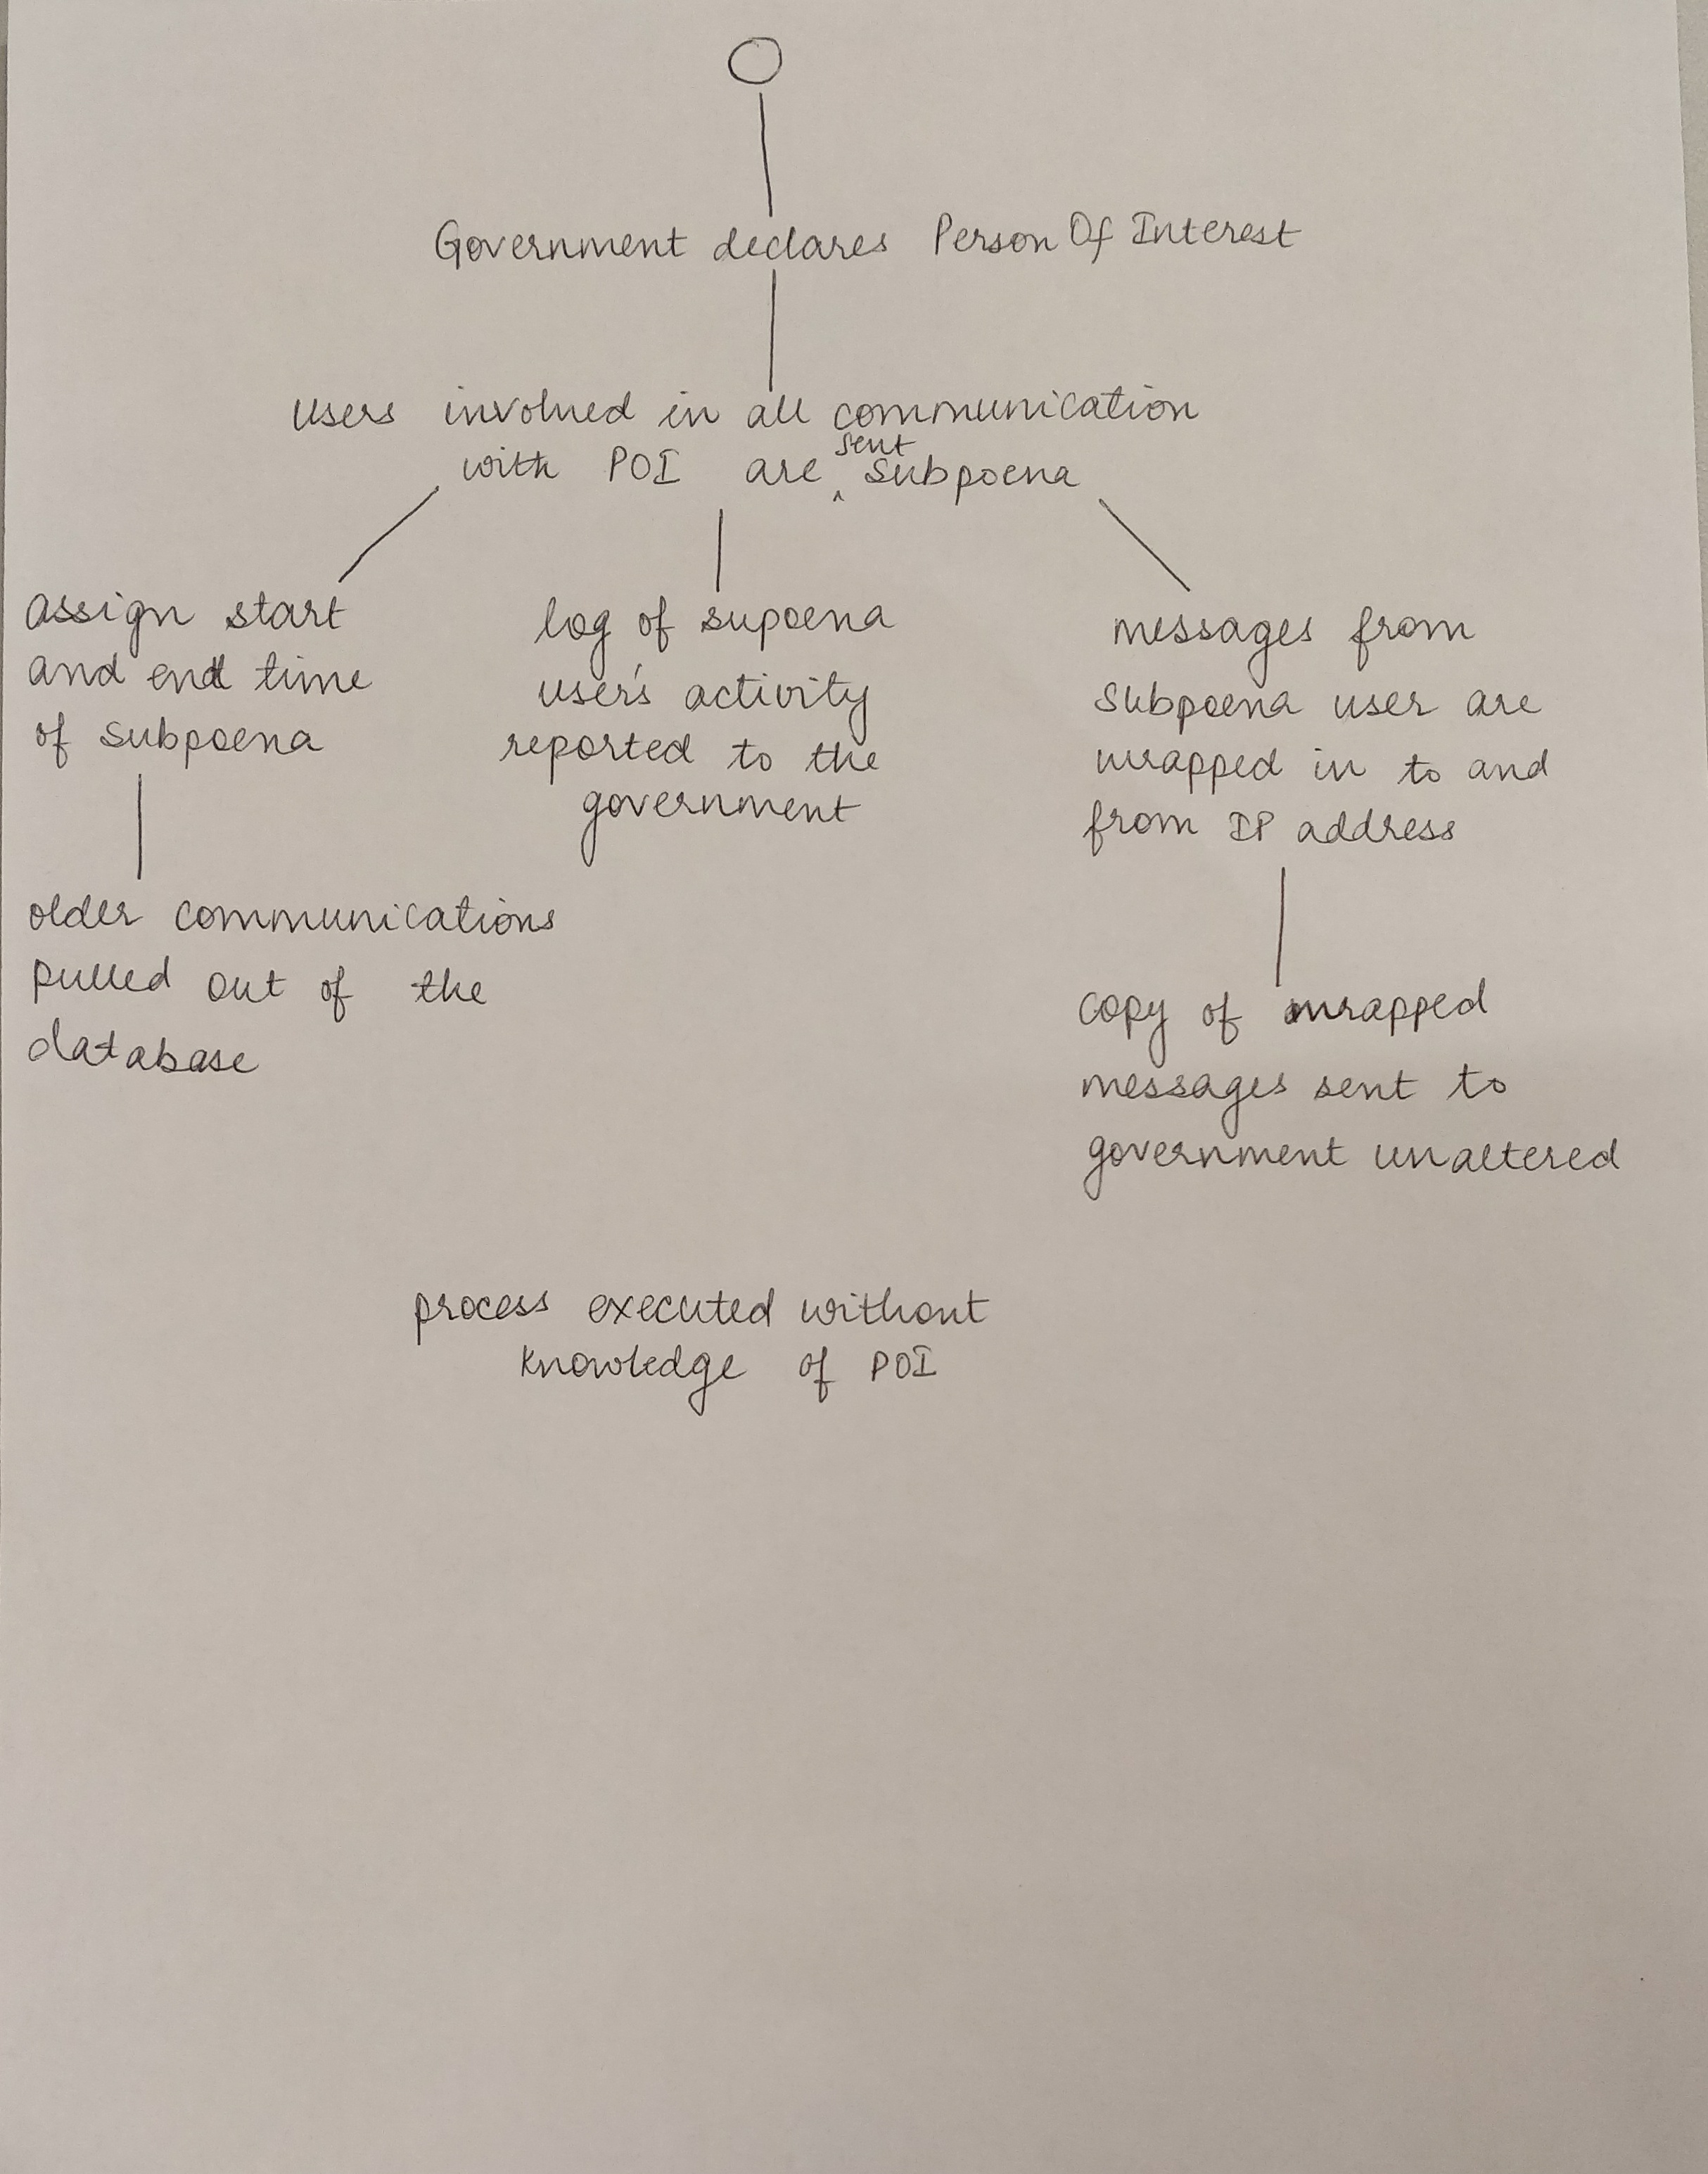 Government declares Person Of Interest
users involved in all communication
with POI are sent subpoena
assign start
and end time
of subpoena
older communications
pulled out of the
database
log of supoena
user's activity
reported to the
government
messages from
subpoena user are
wrapped in to and
from IP address
copy of wrapped
messages sent to
government unaltered
process executed without
knowledge of POI